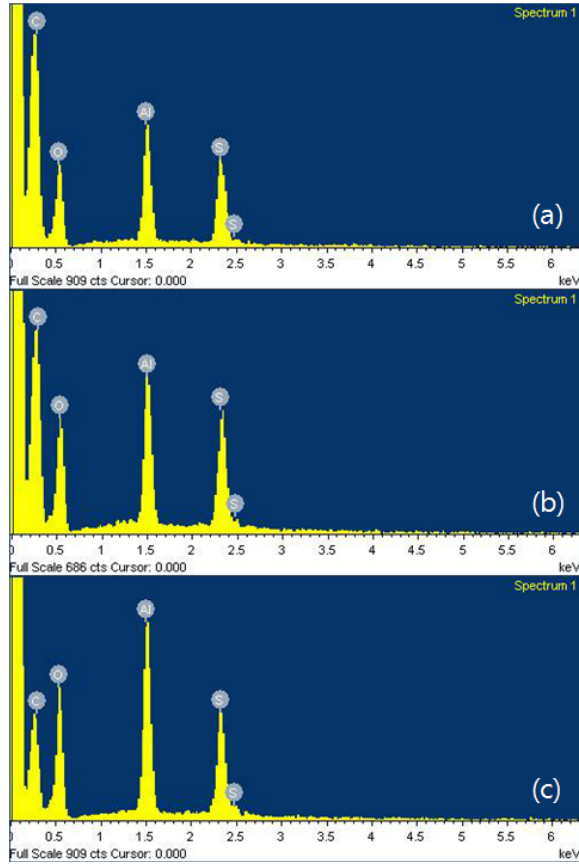 Spectrum 1
C
O
Al
S
S
(a)
0 0.5 1 1.5 2 2.5 3 3.5 4 4.5 5 5.5 6
Full Scale 909 cts Cursor: 0.000 keV
Spectrum 1
C
O
Al
S
S
(b)
0 0.5 1 1.5 2 2.5 3 3.5 4 4.5 5 5.5 6
Full Scale 686 cts Cursor: 0.000 keV
Spectrum 1
Al
O
C
S
S
(c)
0 0.5 1 1.5 2 2.5 3 3.5 4 4.5 5 5.5 6
Full Scale 909 cts Cursor: 0.000 keV